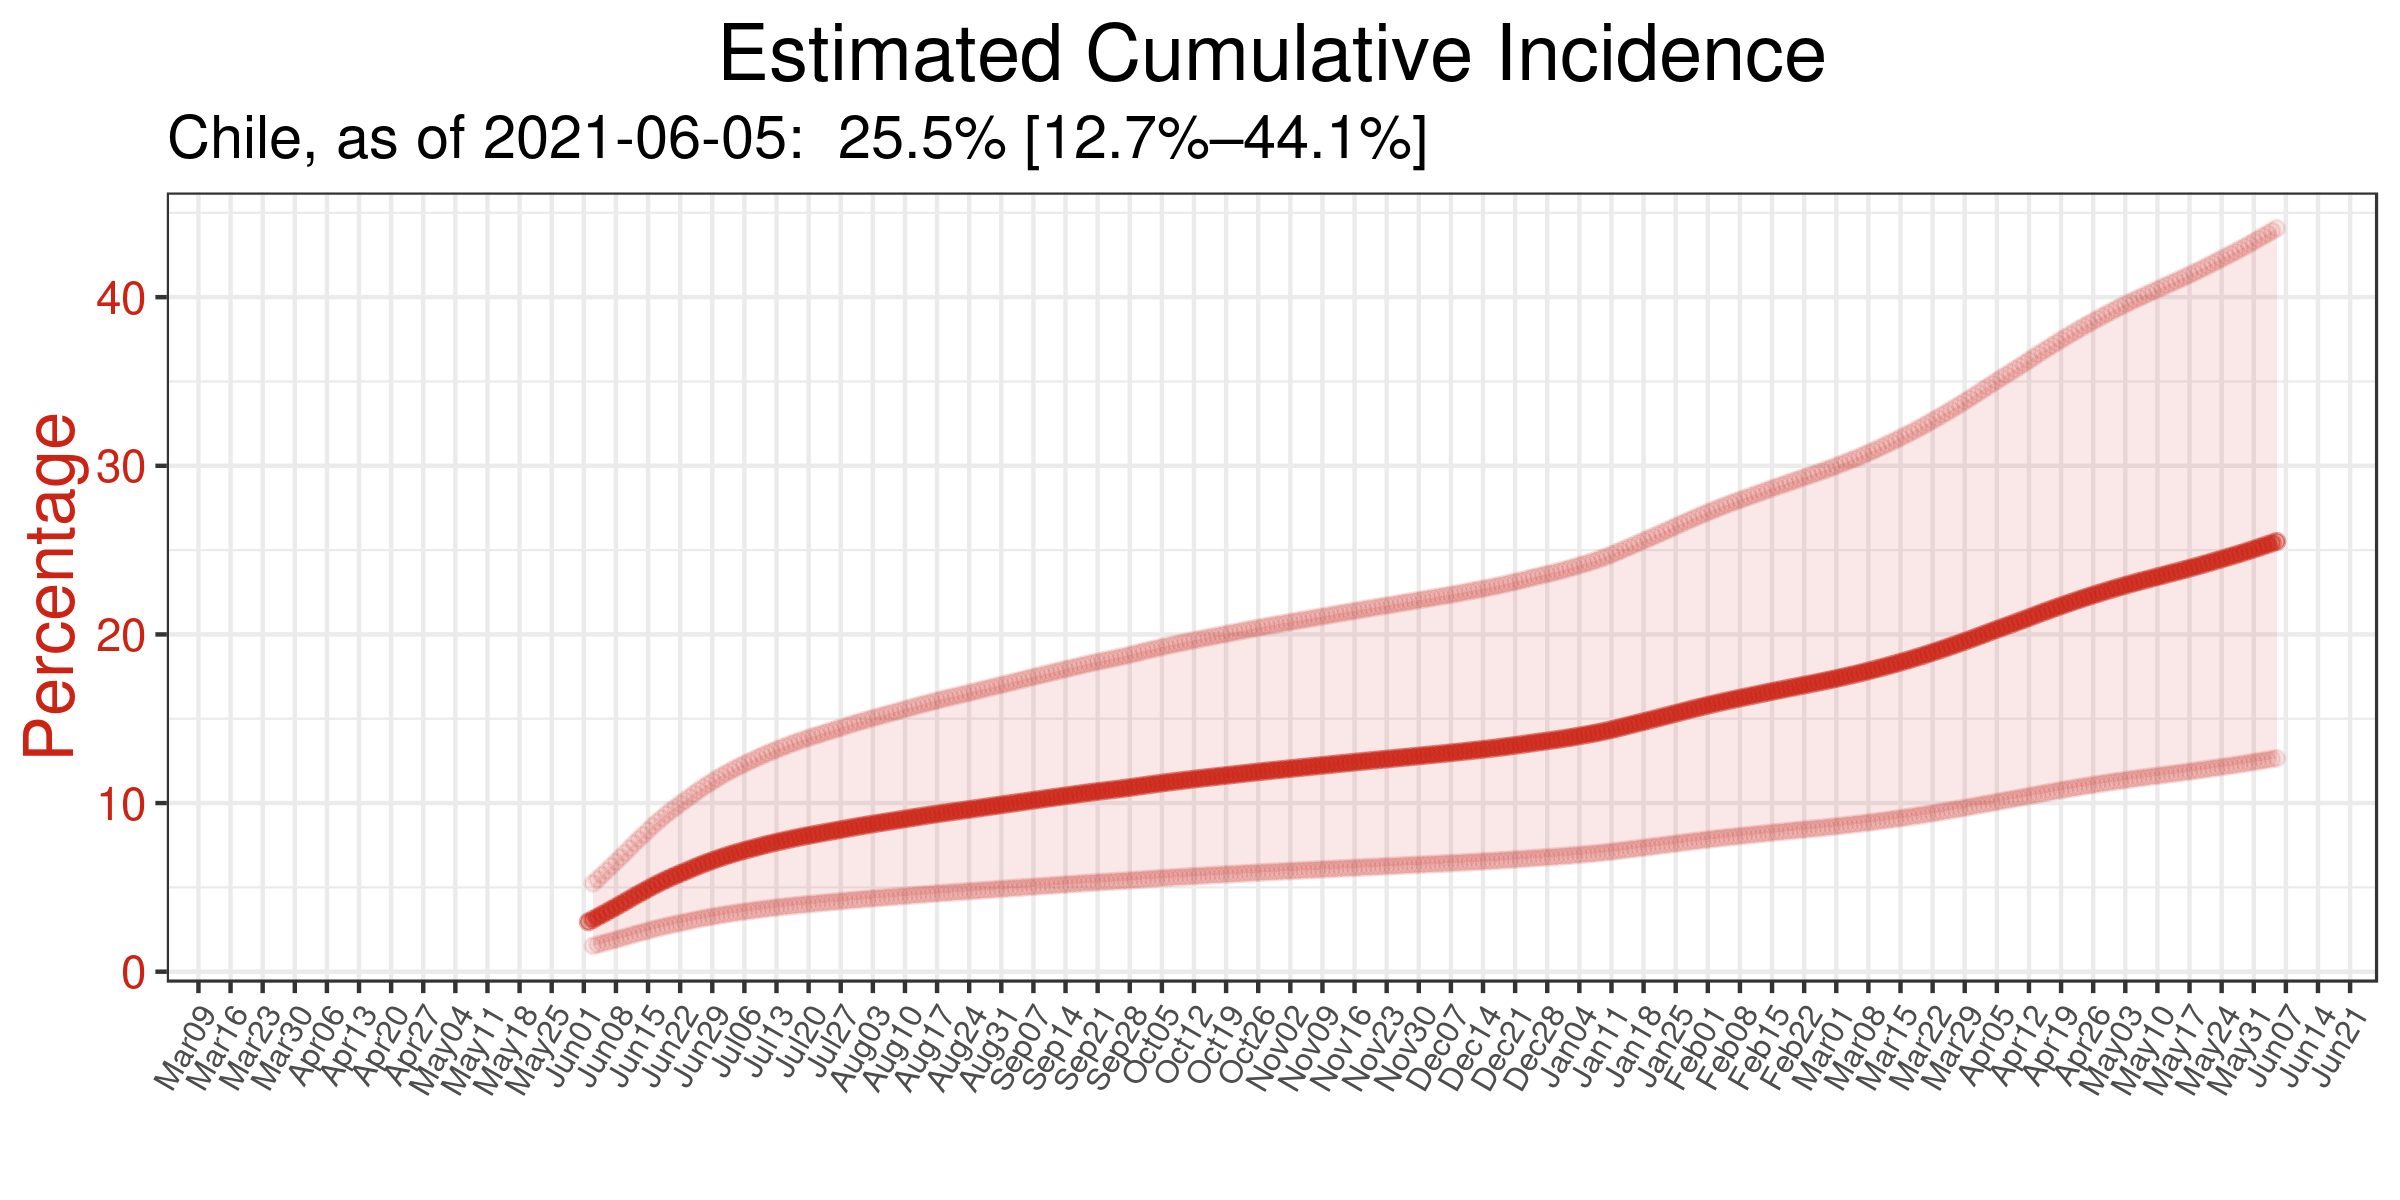 Estimated Cumulative Incidence
Chile, as of 2021-06-05:  25.5% [12.7%–44.1%]
Percentage
40
30
20
10
0
Mar09
Mar16
Mar23
Mar30
Apr06
Apr13
Apr20
Apr27
May04
May11
May18
May25
Jun01
Jun08
Jun15
Jun22
Jun29
Jul06
Jul13
Jul20
Jul27
Aug03
Aug10
Aug17
Aug24
Aug31
Sep07
Sep14
Sep21
Sep28
Oct05
Oct12
Oct19
Oct26
Nov02
Nov09
Nov16
Nov23
Nov30
Dec07
Dec14
Dec21
Dec28
Jan04
Jan11
Jan18
Jan25
Feb01
Feb08
Feb15
Feb22
Mar01
Mar08
Mar15
Mar22
Mar29
Apr05
Apr12
Apr19
Apr26
May03
May10
May17
May24
May31
Jun07
Jun14
Jun21